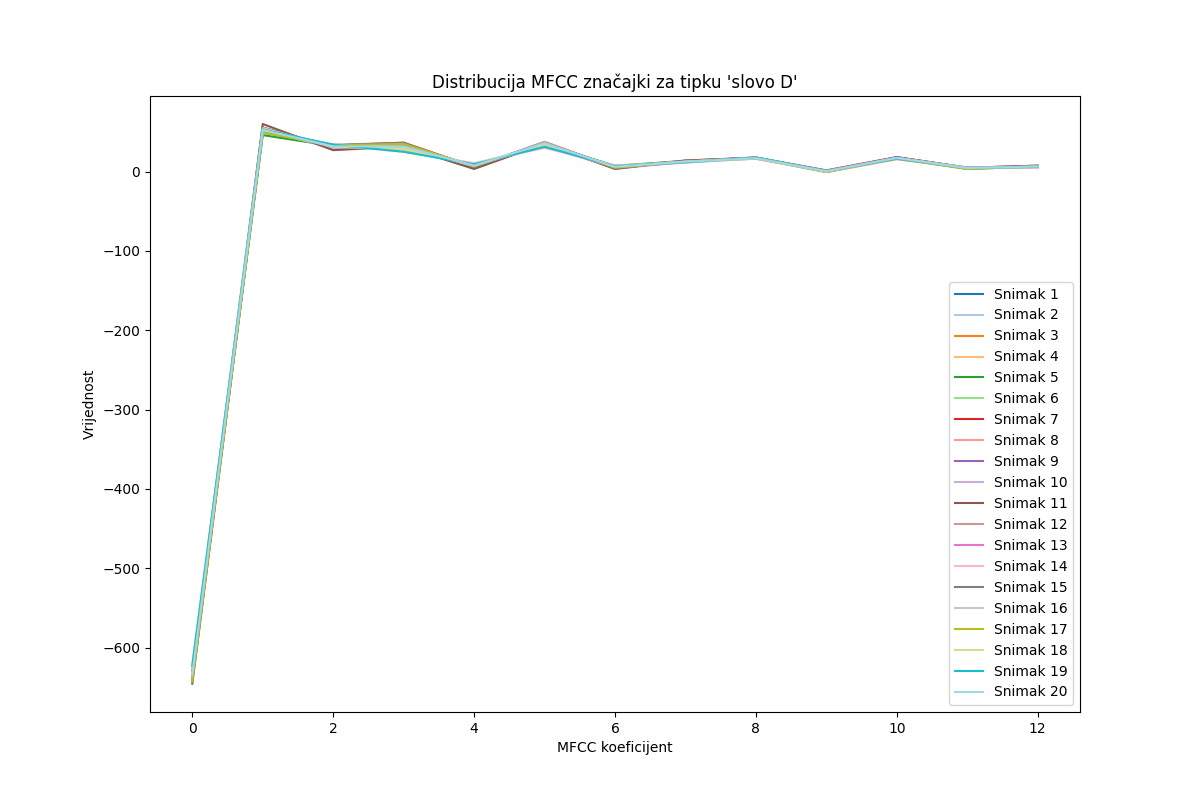 Distribucija MFCC značajki za tipku 'slovo D'
0
−100
−200
−300
−400
−500
−600
Vrijednost
Snimak 1
Snimak 2
Snimak 3
Snimak 4
Snimak 5
Snimak 6
Snimak 7
Snimak 8
Snimak 9
Snimak 10
Snimak 11
Snimak 12
Snimak 13
Snimak 14
Snimak 15
Snimak 16
Snimak 17
Snimak 18
Snimak 19
Snimak 20
0 2 4 6 8 10 12
MFCC koeficijent